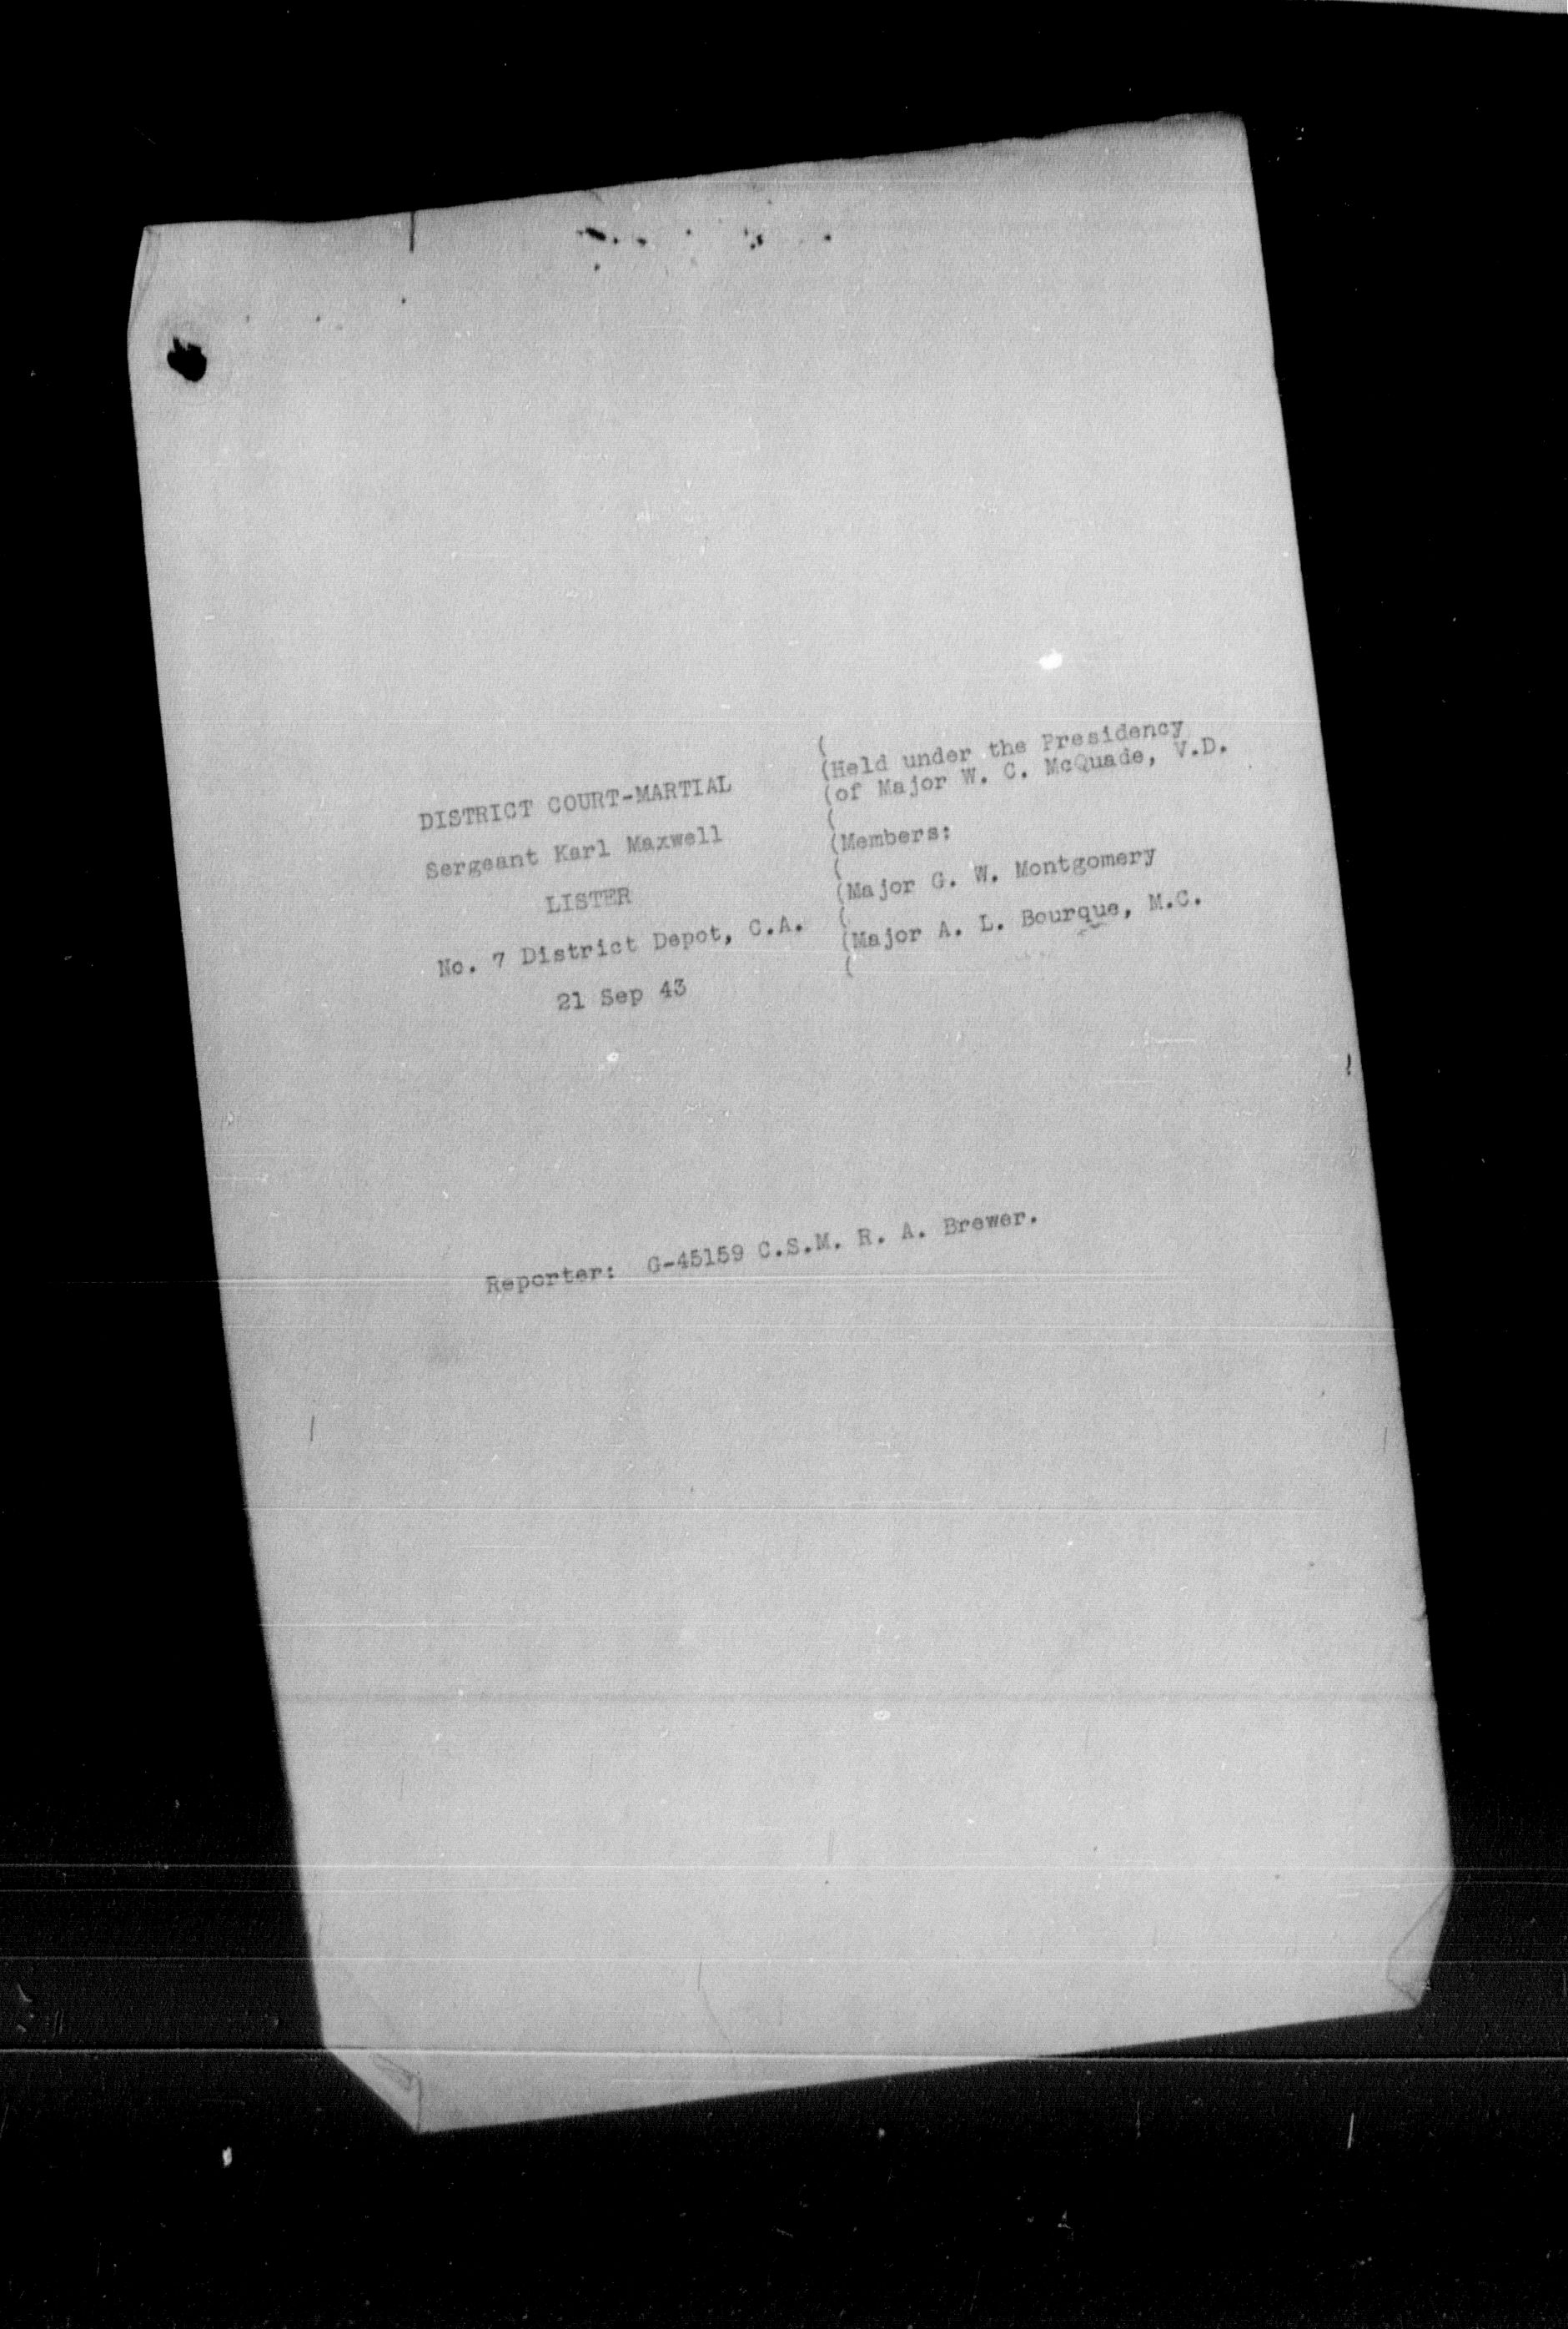 DISTRICT COURT-MARTIAL
Sergeant Karl Maxwell
LISTER
No. 7 District Depot, C.A.
21 Sep 43
(
(Held under the Presidency
(of Major W. C. McQuade, V.D.
(
(Members:
(
(Major G. W. Montgomery
(
(Major A. L. Bourque, M.C.
(
Reporter: G-45159 C.S.M. R. A. Brewer.